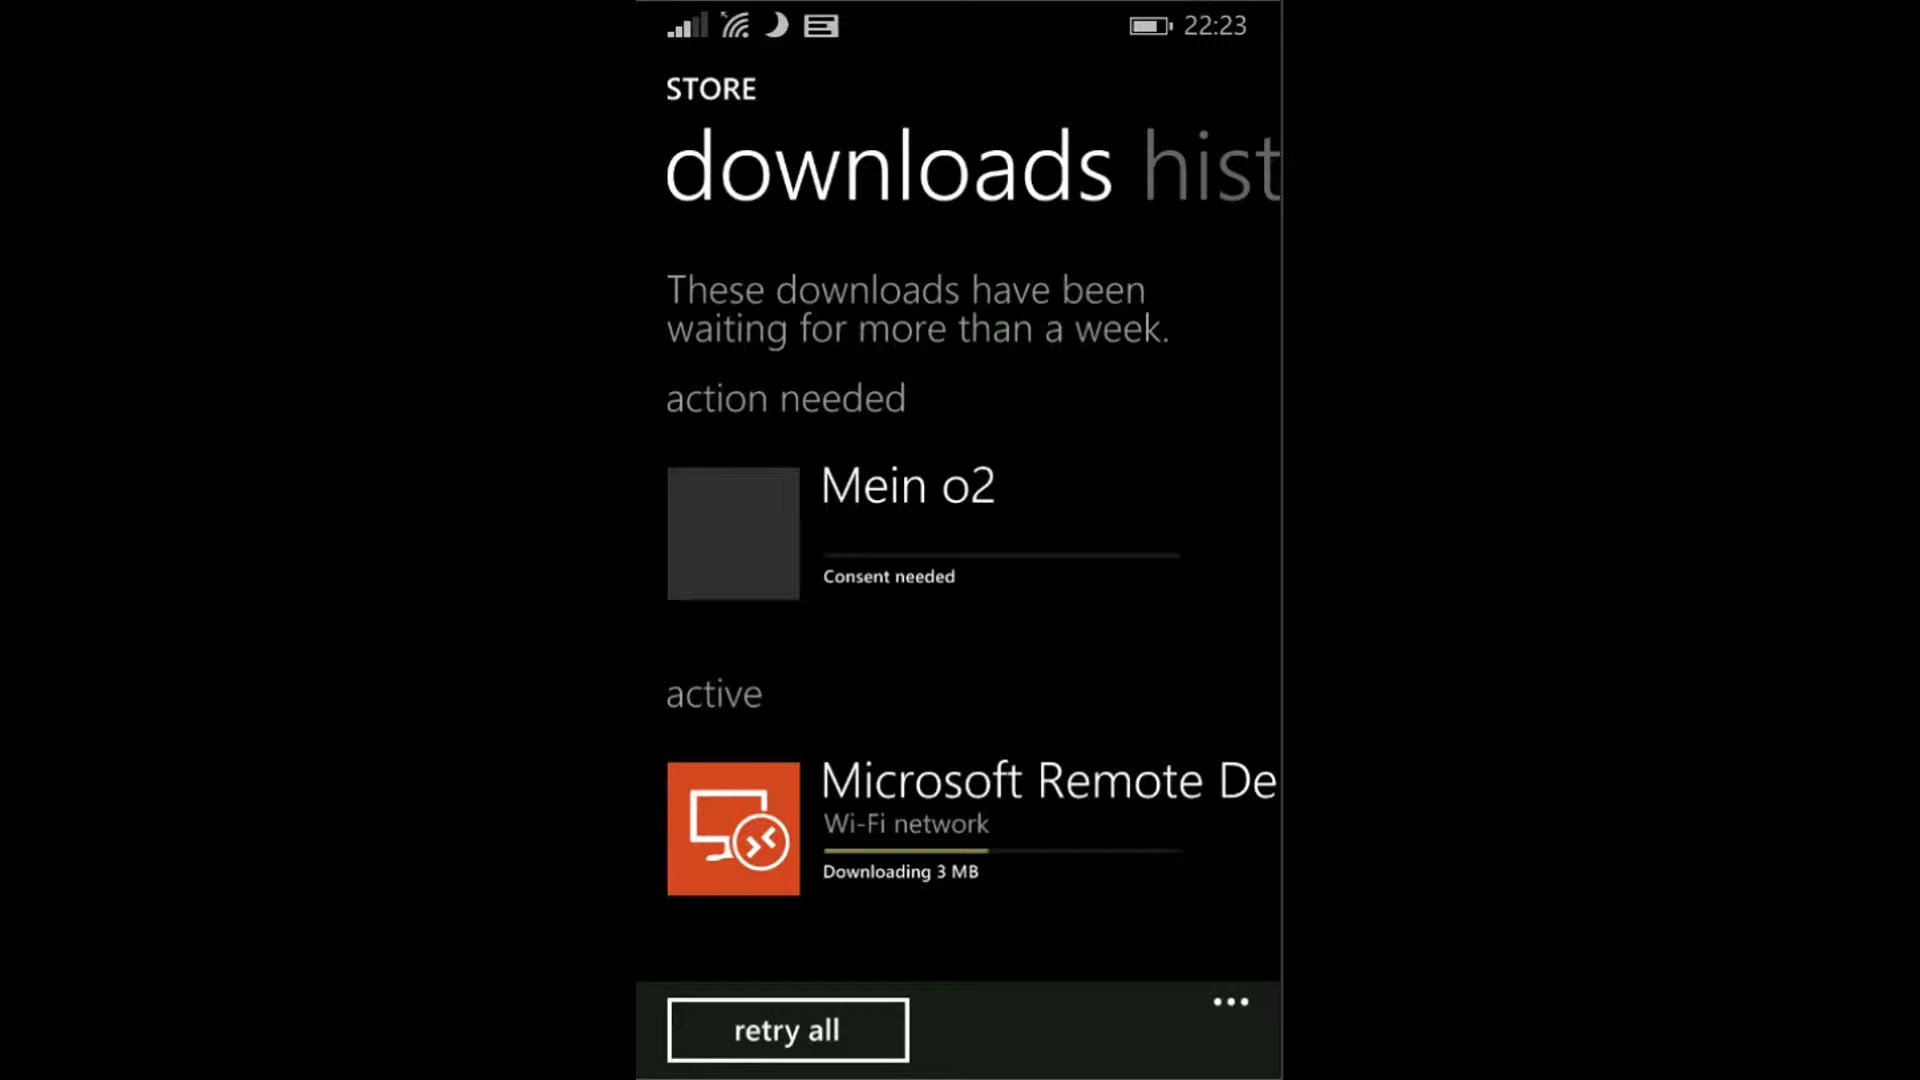 22:23
STORE
downloads hist
These downloads have been
waiting for more than a week.
action needed
Mein o2
Consent needed
active
Microsoft Remote De
Wi-Fi network
Downloading 3 MB
retry all